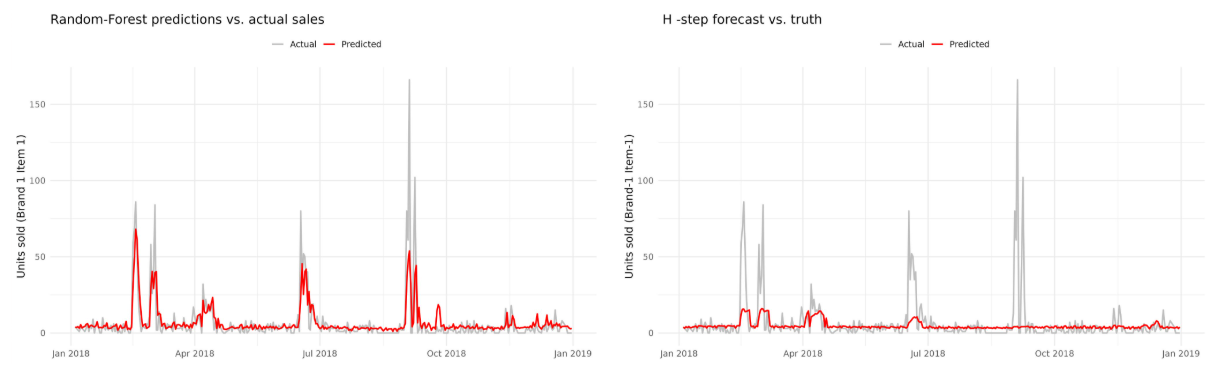 Random-Forest predictions vs. actual sales
Actual Predicted
Units sold (Brand 1 Item 1)
150
100
50
0
Jan 2018 Apr 2018 Jul 2018 Oct 2018 Jan 2019
H -step forecast vs. truth
Actual Predicted
Units sold (Brand-1 Item-1)
150
100
50
0
Jan 2018 Apr 2018 Jul 2018 Oct 2018 Jan 2019